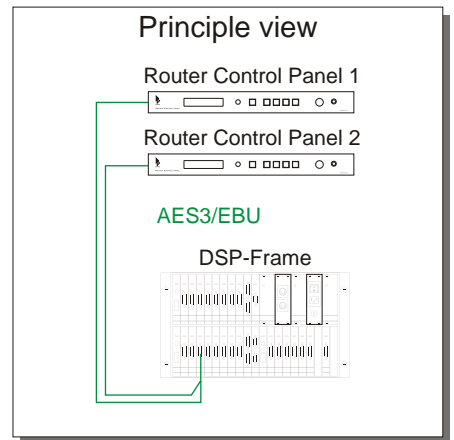 Principle view
Router Control Panel 1
Router Control Panel 2
AES3/EBU
DSP-Frame